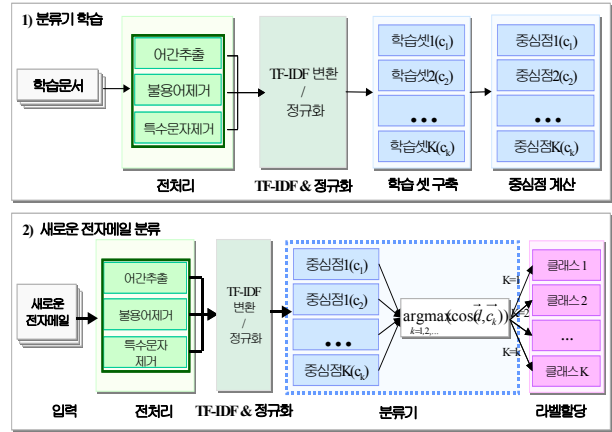 1) 분류기 학습
학습문서
어간추출
불용어제거
특수문자제거
TF-IDF 변환
/
정규화
학습셋1(c₁)
학습셋2(c₂)
...
학습셋K(cₖ)
중심점1(c₁)
중심점2(c₂)
...
중심점K(cₖ)
전처리
TF-IDF & 정규화
학습 셋 구축
중심점 계산
2) 새로운 전자메일 분류
새로운
전자메일
어간추출
불용어제거
특수문자
제거
TF-IDF
변환
/
정규화
중심점1(c₁)
중심점1(c₂)
...
중심점K(cₖ)
argmax(cos(d,cₖ))
k=1,2,...
K=1
K=2
K=k
클래스 1
클래스 2
...
클래스 K
입력
전처리
TF-IDF & 정규화
분류기
라벨할당